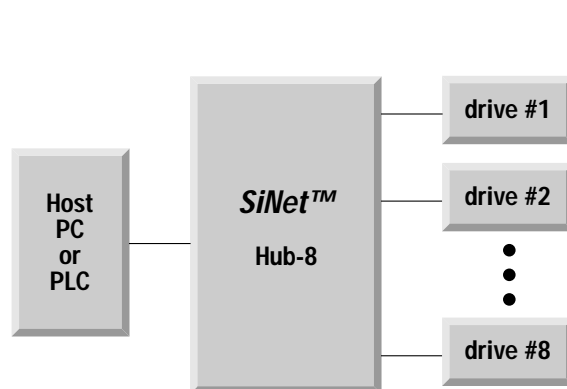 Host
PC
or
PLC
SiNet™
Hub-8
drive #1
drive #2
drive #8